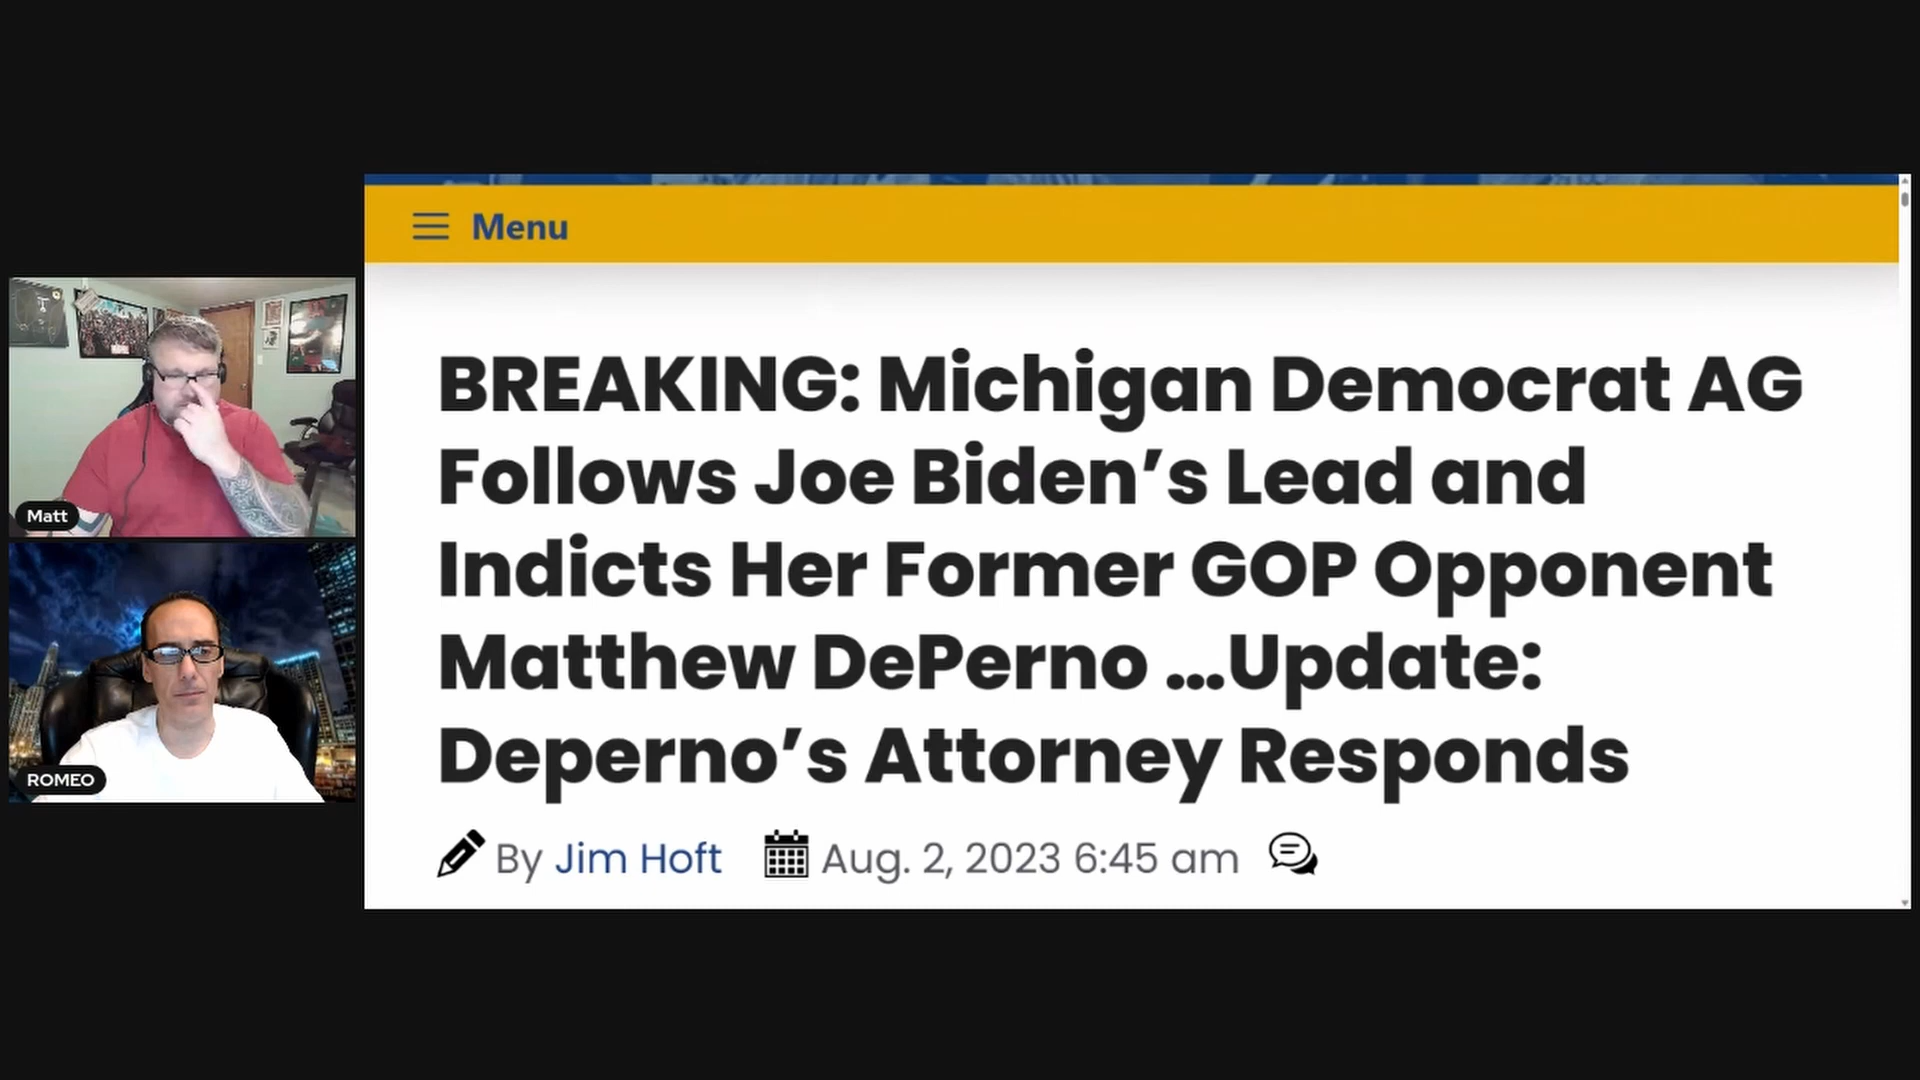 Menu
BREAKING: Michigan Democrat AG
Follows Joe Biden’s Lead and
Indicts Her Former GOP Opponent
Matthew DePerno …Update:
Deperno’s Attorney Responds
By Jim Hoft Aug. 2, 2023 6:45 am
Matt
ROMEO